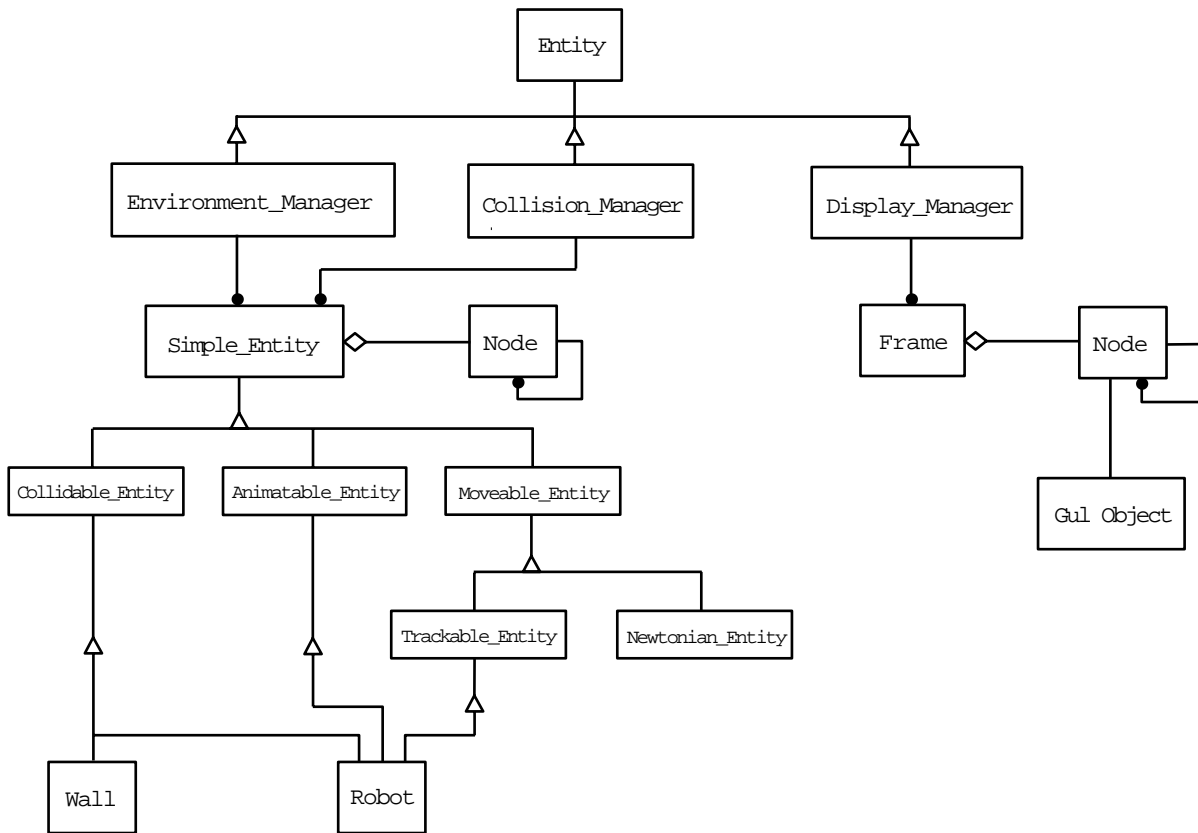 Entity
Environment_Manager
Collision_Manager
Display_Manager
Simple_Entity
Node
Frame
Node
Collidable_Entity
Animatable_Entity
Moveable_Entity
Gul Object
Trackable_Entity
Newtonian_Entity
Wall
Robot